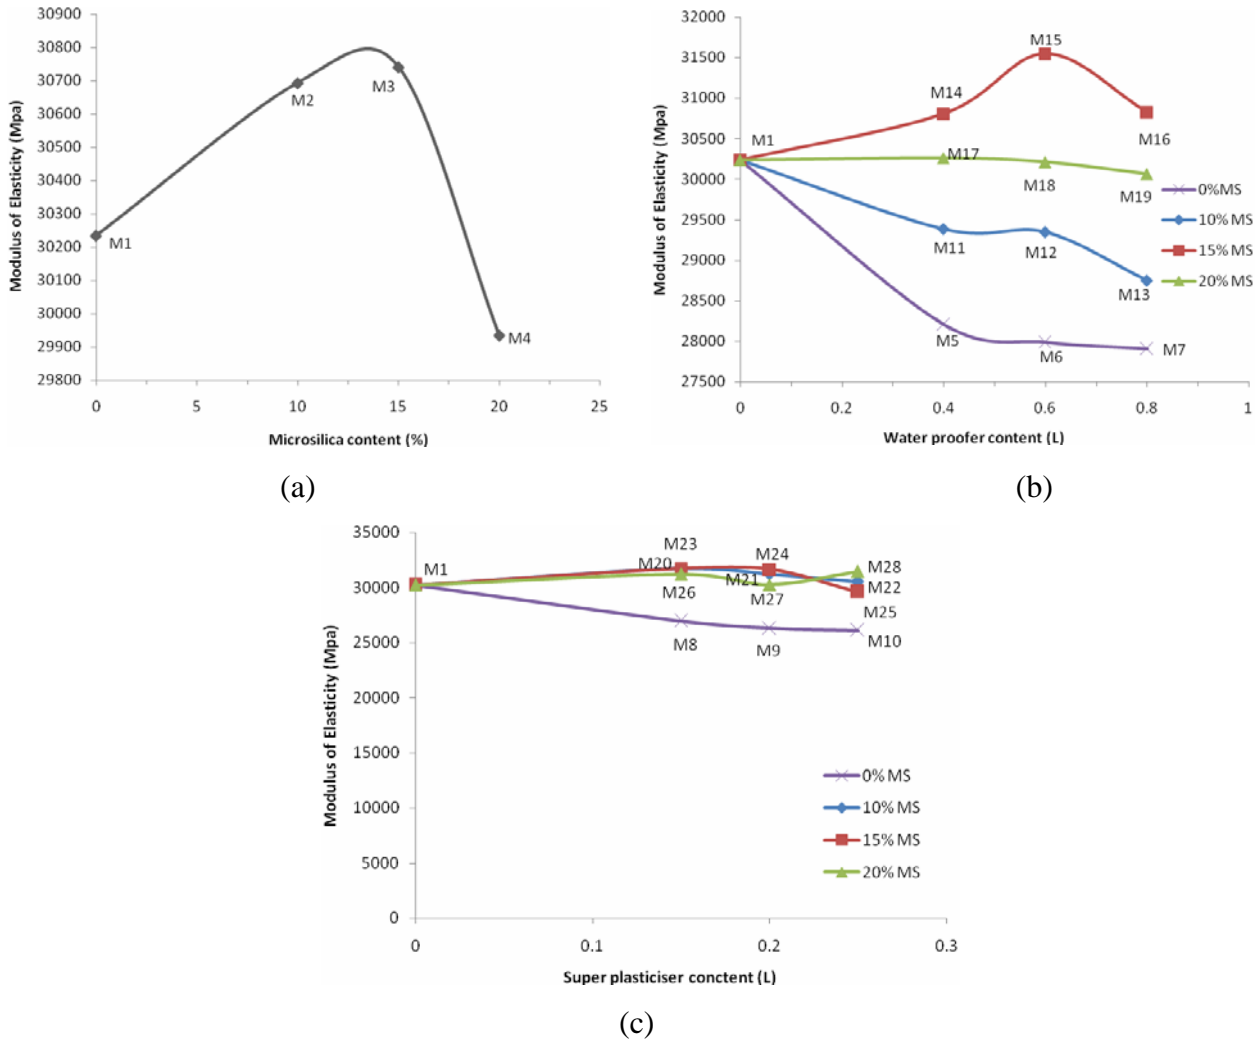 30900
30800
30700
30600
30500
30400
30300
30200
30100
30000
29900
29800
Modulus of Elasticity (Mpa)
M1
M2
M3
M4
0 5 10 15 20 25
Microsilica content (%)
(a)
32000
31500
31000
30500
30000
29500
29000
28500
28000
27500
Modulus of Elasticity (Mpa)
M15
M14
M1
M16
M17
M18
M19
M11
M12
M13
M5
M6
M7
0%MS
10% MS
15% MS
20% MS
0 0.2 0.4 0.6 0.8 1
Water proofer content (L)
(b)
35000
30000
25000
20000
15000
10000
5000
0
Modulus of Elasticity (Mpa)
M1
M23
M24
M20
M21
M28
M22
M26
M27
M25
M8
M9
M10
0% MS
10% MS
15% MS
20% MS
0 0.1 0.2 0.3
Super plasticiser conctent (L)
(c)